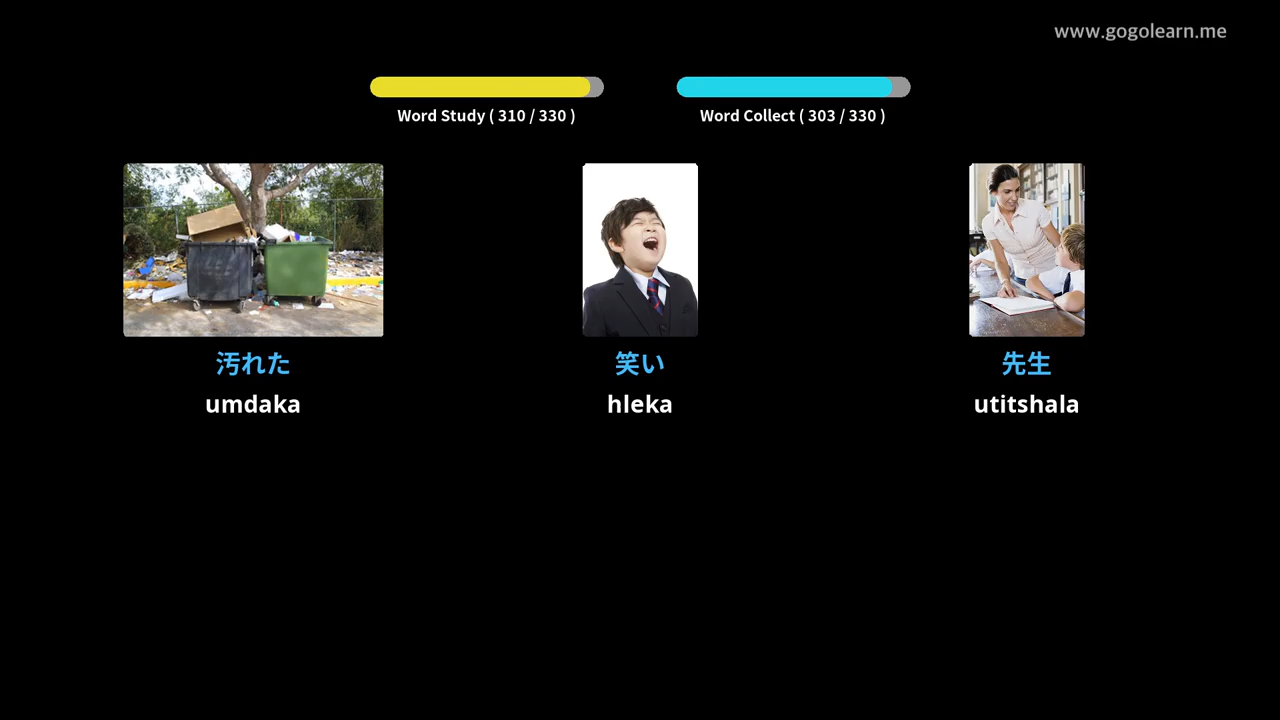 www.gogolearn.me
Word Study ( 310 / 330 )
Word Collect ( 303 / 330 )
汚れた
笑い
先生
umdaka
hleka
utitshala